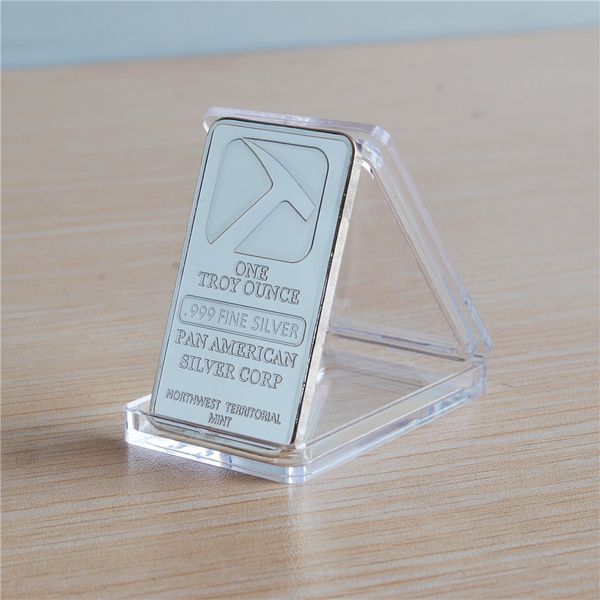 ONE
TROY OUNCE
.999 FINE SILVER
PAN AMERICAN
SILVER CORP
NORTHWEST TERRITORIAL
MINT